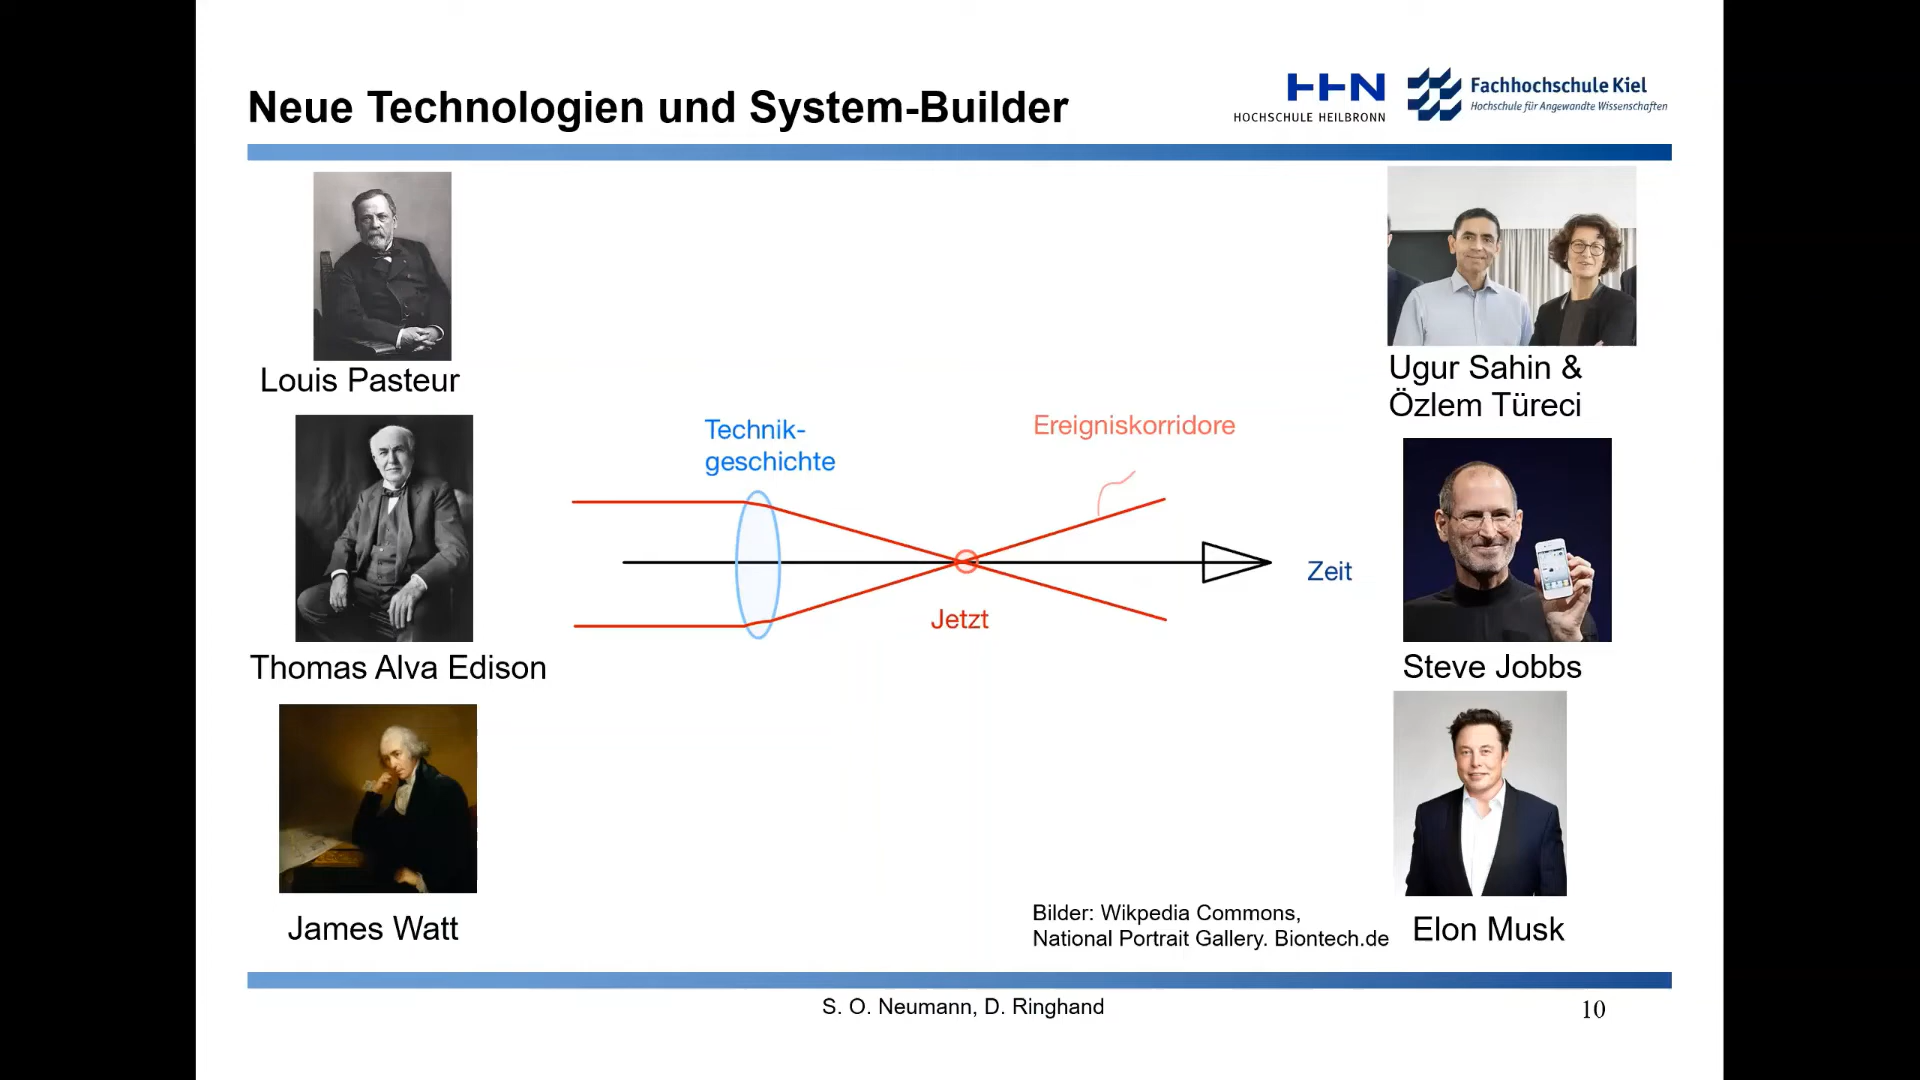 Neue Technologien und System-Builder
HHN
HOCHSCHULE HEILBRONN
Fachhochschule Kiel
Hochschule für Angewandte Wissenschaften
Louis Pasteur
Thomas Alva Edison
James Watt
Technik-
geschichte
Ereigniskorridore
Jetzt
Zeit
Ugur Sahin &
Özlem Türeci
Steve Jobbs
Elon Musk
Bilder: Wikpedia Commons,
National Portrait Gallery. Biontech.de
S. O. Neumann, D. Ringhand
10